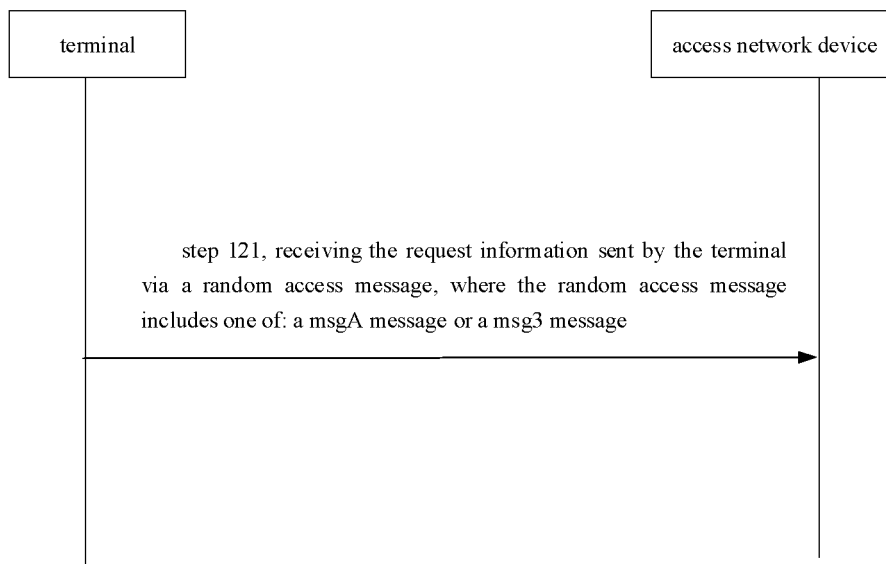 terminal
access network device
step 121, receiving the request information sent by the terminal
via a random access message, where the random access message
includes one of: a msgA message or a msg3 message